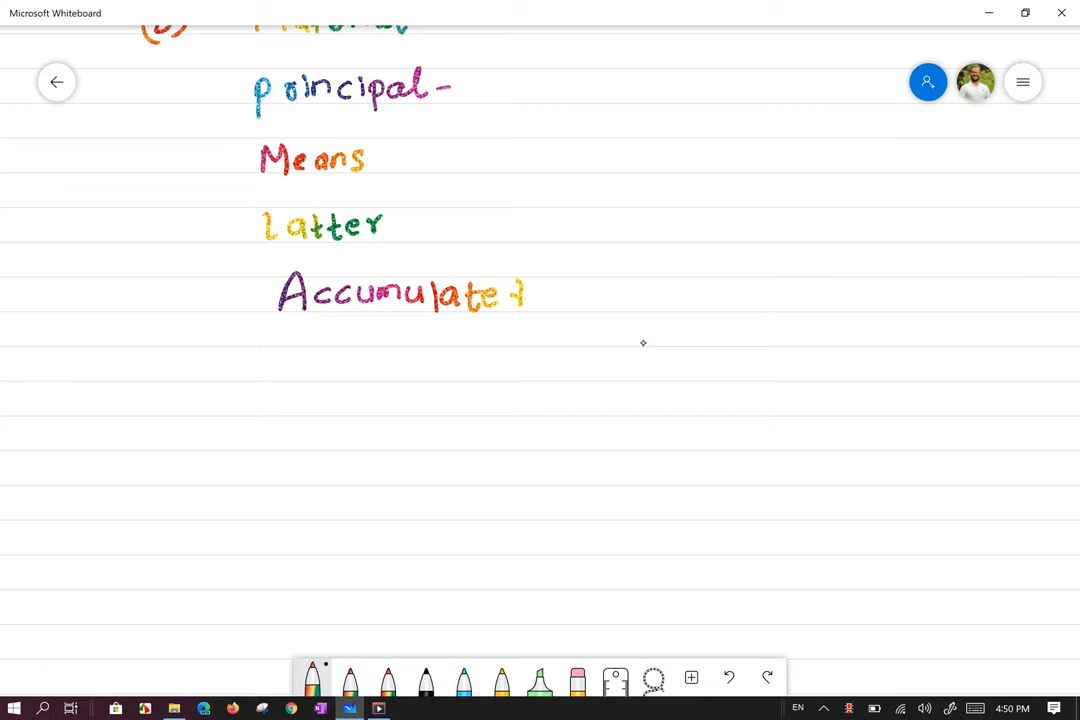 Microsoft Whiteboard
principal-
Means
Latter
Accumulate
EN
4:50 PM